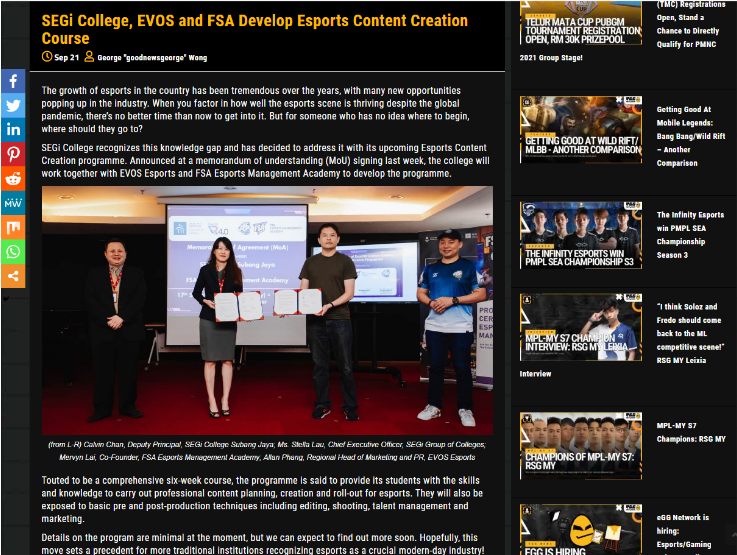 SEGi College, EVOS and FSA Develop Esports Content Creation
Course
Sep 21 George "goodnewsgeorge" Wong
The growth of esports in the country has been tremendous over the years, with many new opportunities
popping up in the industry. When you factor in how well the esports scene is thriving despite the global
pandemic, there's no better time than now to get into it. But for someone who has no idea where to begin,
where should they go to?
SEGi College recognizes this knowledge gap and has decided to address it with its upcoming Esports Content
Creation programme. Announced at a memorandum of understanding (MoU) signing last week, the college will
work together with EVOS Esports and FSA Esports Management Academy to develop the programme.
4.0
FSA
Agreement (MoA)
Subang Jaya
Management Academy
(from L-R) Calvin Chan, Deputy Principal, SEGi College Subang Jaya; Ms. Stella Lau, Chief Executive Officer, SEGi Group of Colleges;
Mervyn Lai, Co-Founder, FSA Esports Management Academy, Allan Phang, Regional Head of Marketing and PR, EVOS Esports
Touted to be a comprehensive six-week course, the programme is said to provide its students with the skills
and knowledge to carry out professional content planning, creation and roll-out for esports. They will also be
exposed to basic pre and post-production techniques including editing, shooting, talent management and
marketing.
Details on the program are minimal at the moment, but we can expect to find out more soon. Hopefully, this
move sets a precedent for more traditional institutions recognizing esports as a crucial modern-day industry!
TELUR MATA CUP PUBGM
TOURNAMENT REGISTRATION
OPEN, RM 30K PRIZEPOOL
(TMC) Registrations
Open, Stand a
Chance to Directly
Qualify for PMNC
2021 Group Stage!
GETTING GOOD AT WILD RIFT/
MLBB - ANOTHER COMPARISON
Getting Good At
Mobile Legends:
Bang Bang/Wild Rift
– Another
Comparison
THE INFINITY ESPORTS WIN
PMPL SEA CHAMPIONSHIP S3
The Infinity Esports
win PMPL SEA
Championship
Season 3
INTERVIEW
MPL-MY S7 CHAMPION
INTERVIEW: RSG MY LEIXIA
"I think Soloz and
Fredo should come
back to the ML
competitive scene!"
RSG MY Leixia
Interview
CHAMPIONS OF MPL-MY S7:
RSG MY
MPL-MY S7
Champions: RSG MY
EGG IS HIRING
eGG Network is
hiring:
Esports/Gaming